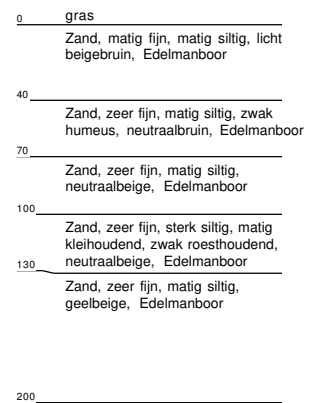 0 gras
Zand, matig fijn, matig siltig, licht
beigebruin, Edelmanboor
40
Zand, zeer fijn, matig siltig, zwak
humeus, neutraalbruin, Edelmanboor
70
Zand, zeer fijn, matig siltig,
neutraalbeige, Edelmanboor
100
Zand, zeer fijn, sterk siltig, matig
kleihoudend, zwak roesthoudend,
neutraalbeige, Edelmanboor
130
Zand, zeer fijn, matig siltig,
geelbeige, Edelmanboor
200